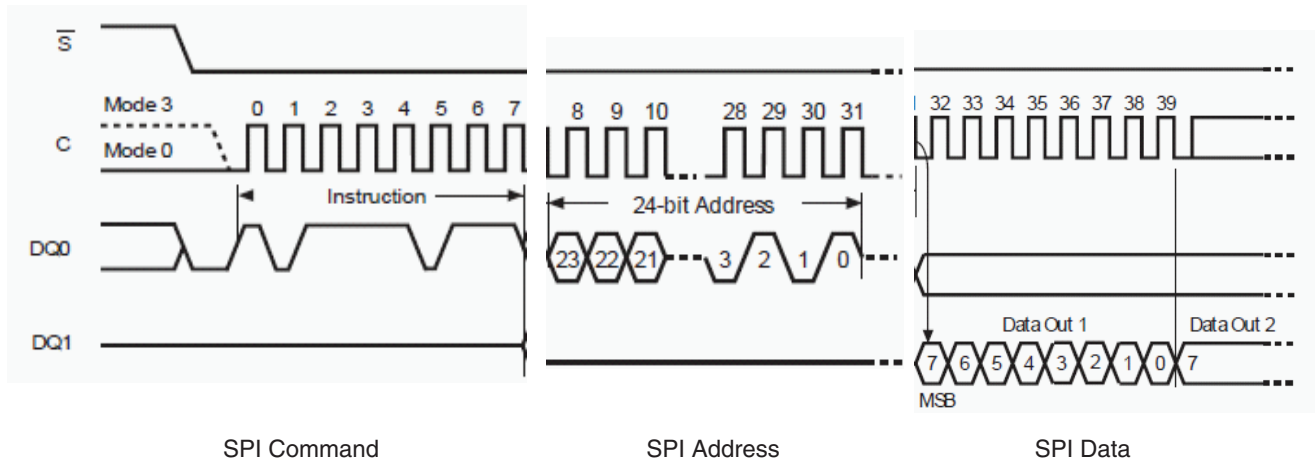 S
Mode 3
0 1 2 3 4 5 6 7
8 9 10 28 29 30 31
32 33 34 35 36 37 38 39
C
Mode 0
Instruction
24-bit Address
DQ0
23 22 21 3 2 1 0
DQ1
Data Out 1
Data Out 2
7 6 5 4 3 2 1 0 7
MSB
SPI Command
SPI Address
SPI Data